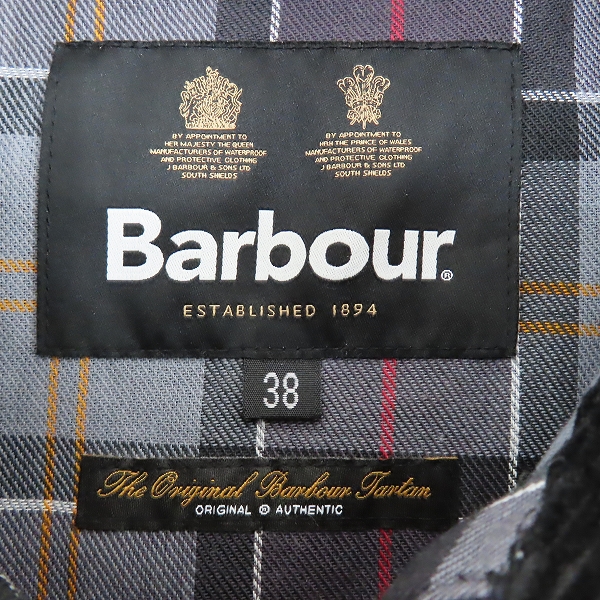 BY APPOINTMENT TO
HER MAJESTY THE QUEEN
MANUFACTURERS OF WATERPROOF
AND PROTECTIVE CLOTHING
J BARBOUR & SONS LTD
SOUTH SHIELDS
BY APPOINTMENT TO
HRH THE PRINCE OF WALES
MANUFACTURERS OF WATERPROOF
AND PROTECTIVE CLOTHING
J BARBOUR & SONS LTD
SOUTH SHIELDS
Barbour®
ESTABLISHED 1894
38
The Original Barbour Tartan
ORIGINAL ® AUTHENTIC